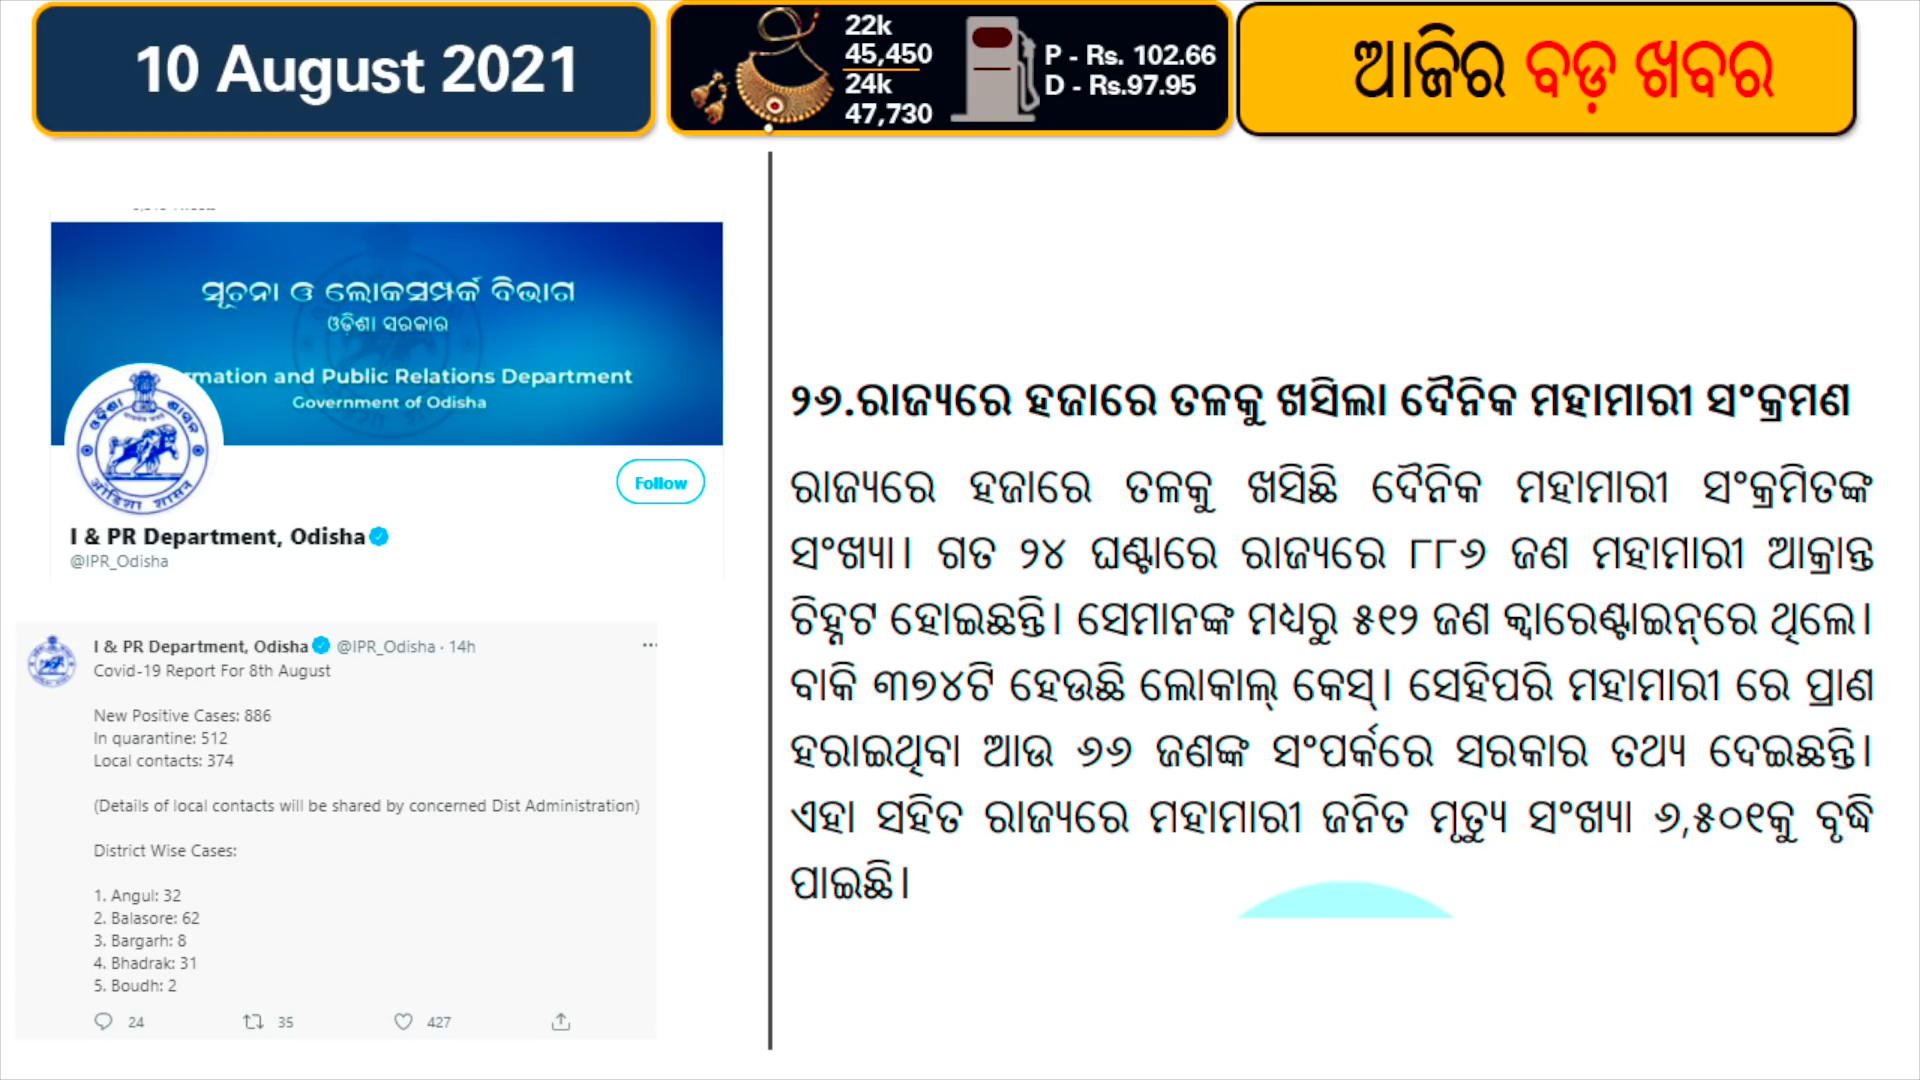 10 August 2021
22k
45,450
24k
47,730
P - Rs. 102.66
D - Rs.97.95
ଆଜିର ବଡ଼ ଖବର
ସୂଚନା ଓ ଲୋକସମ୍ପର୍କ ବିଭାଗ
ଓଡ଼ିଶା ସରକାର
rmation and Public Relations Department
Government of Odisha
Follow
I & PR Department, Odisha
@IPR_Odisha
I & PR Department, Odisha @IPR_Odisha · 14h
Covid-19 Report For 8th August
New Positive Cases: 886
In quarantine: 512
Local contacts: 374
(Details of local contacts will be shared by concerned Dist Administration)
District Wise Cases:
1. Angul: 32
2. Balasore: 62
3. Bargarh: 8
4. Bhadrak: 31
5. Boudh: 2
24 35 427
୨୬.ରାଜ୍ୟରେ ହଜାରେ ତଳକୁ ଖସିଲା ଦୈନିକ ମହାମାରୀ ସଂକ୍ରମଣ
ରାଜ୍ୟରେ ହଜାରେ ତଳକୁ ଖସିଛି ଦୈନିକ ମହାମାରୀ ସଂକ୍ରମିତଙ୍କ
ସଂଖ୍ୟା। ଗତ ୨୪ ଘଣ୍ଟାରେ ରାଜ୍ୟରେ ୮୮୬ ଜଣ ମହାମାରୀ ଆକ୍ରାନ୍ତ
ଚିହ୍ନଟ ହୋଇଛନ୍ତି। ସେମାନଙ୍କ ମଧ୍ୟରୁ ୫୧୨ ଜଣ କ୍ୱାରେଣ୍ଟାଇନ୍‌ରେ ଥିଲେ।
ବାକି ୩୭୪ଟି ହେଉଛି ଲୋକାଲ୍ କେସ୍। ସେହିପରି ମହାମାରୀ ରେ ପ୍ରାଣ
ହରାଇଥିବା ଆଉ ୬୬ ଜଣଙ୍କ ସଂପର୍କରେ ସରକାର ତଥ୍ୟ ଦେଇଛନ୍ତି।
ଏହା ସହିତ ରାଜ୍ୟରେ ମହାମାରୀ ଜନିତ ମୃତ୍ୟୁ ସଂଖ୍ୟା ୬,୫୦୧କୁ ବୃଦ୍ଧି
ପାଇଛି।